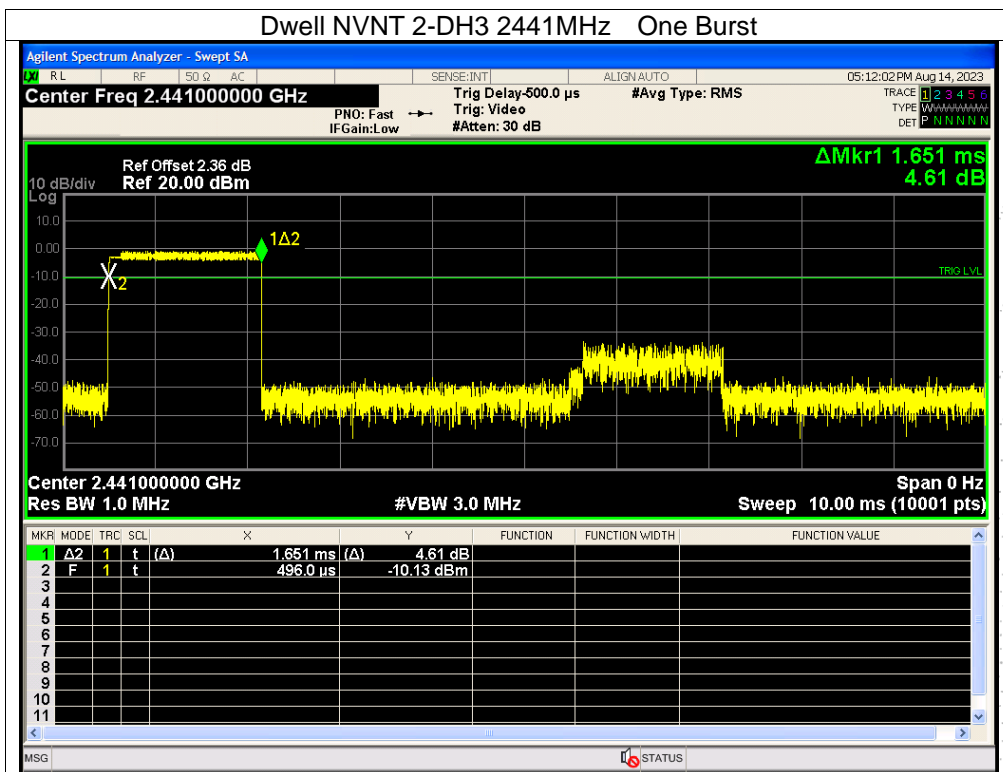 Dwell NVNT 2-DH3 2441MHz One Burst
Agilent Spectrum Analyzer - Swept SA
LXI RL RF 50 Ω AC SENSE:INT ALIGN AUTO 05:12:02 PM Aug 14, 2023
Center Freq 2.441000000 GHz Trig Delay-500.0 µs #Avg Type: RMS TRACE 1 2 3 4 5 6
PNO: Fast Trig: Video TYPE WWWWWWW
IFGain:Low #Atten: 30 dB DET P N N N N N
ΔMkr1 1.651 ms
4.61 dB
Ref Offset 2.36 dB
10 dB/div Ref 20.00 dBm
Log
10.0
0.00
1Δ2
-10.0
2
TRIG LVL
-20.0
-30.0
-40.0
-50.0
-60.0
-70.0
Center 2.441000000 GHz Span 0 Hz
Res BW 1.0 MHz #VBW 3.0 MHz Sweep 10.00 ms (10001 pts)
MKR MODE TRC SCL X Y FUNCTION FUNCTION WIDTH FUNCTION VALUE
1 Δ2 1 t (Δ) 1.651 ms (Δ) 4.61 dB
2 F 1 t 496.0 µs -10.13 dBm
3
4
5
6
7
8
9
10
11
MSG STATUS